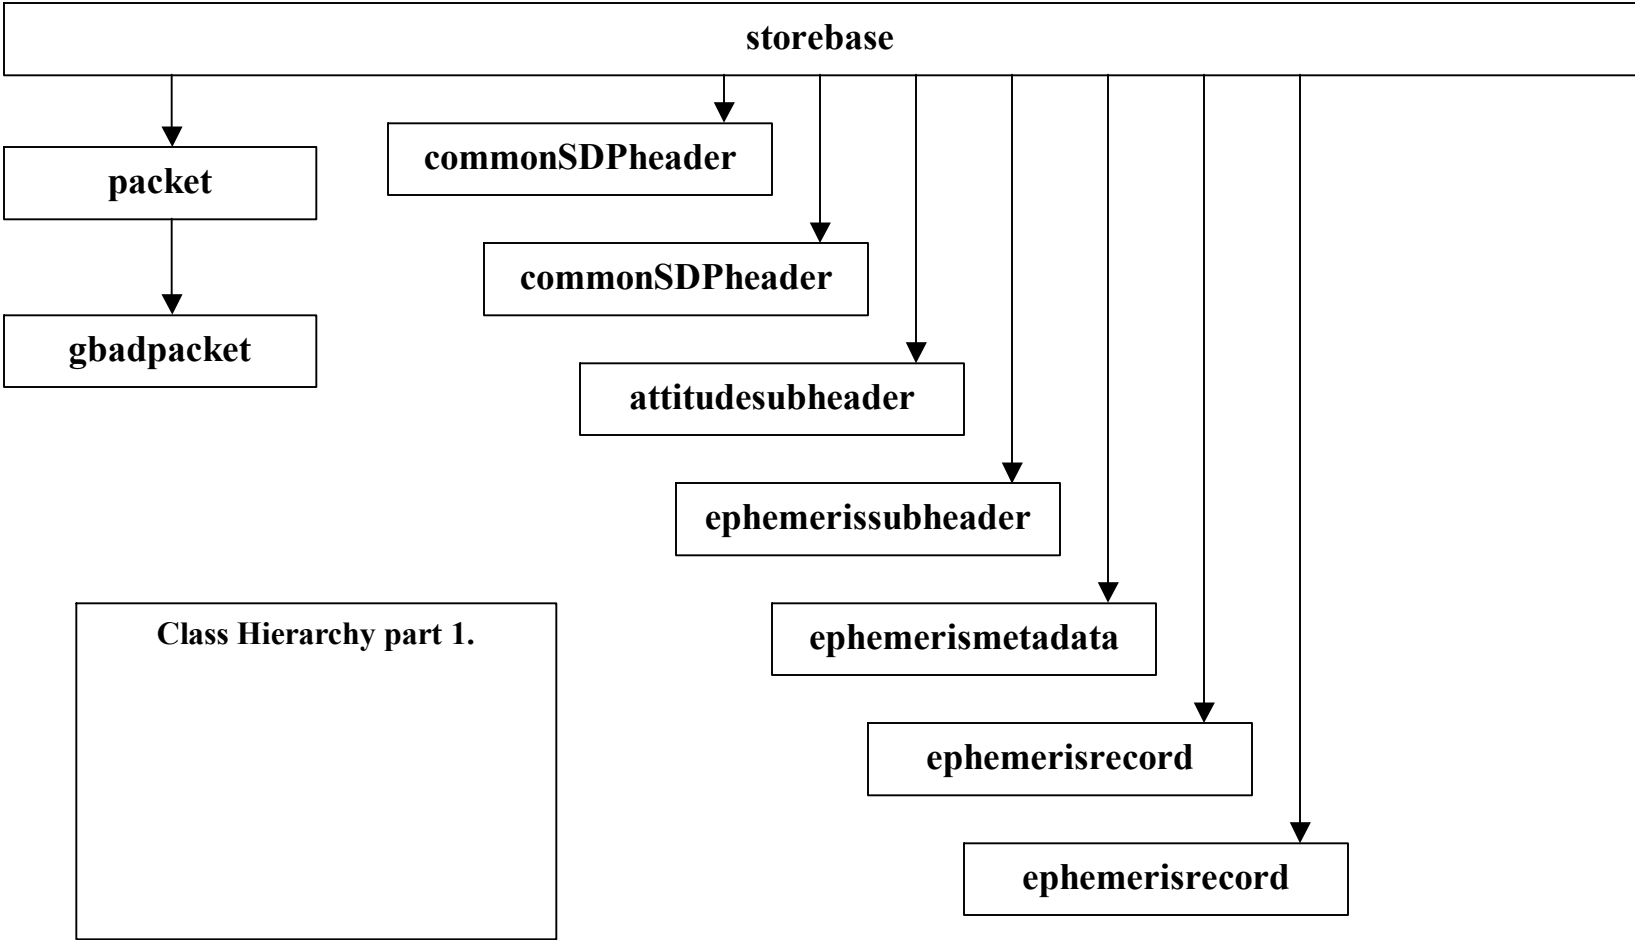 storebase
commonSDPheader
packet
commonSDPheader
gbadpacket
attitudesubheader
ephemerissubheader
Class Hierarchy part 1.
ephemerismetadata
ephemerisrecord
ephemerisrecord